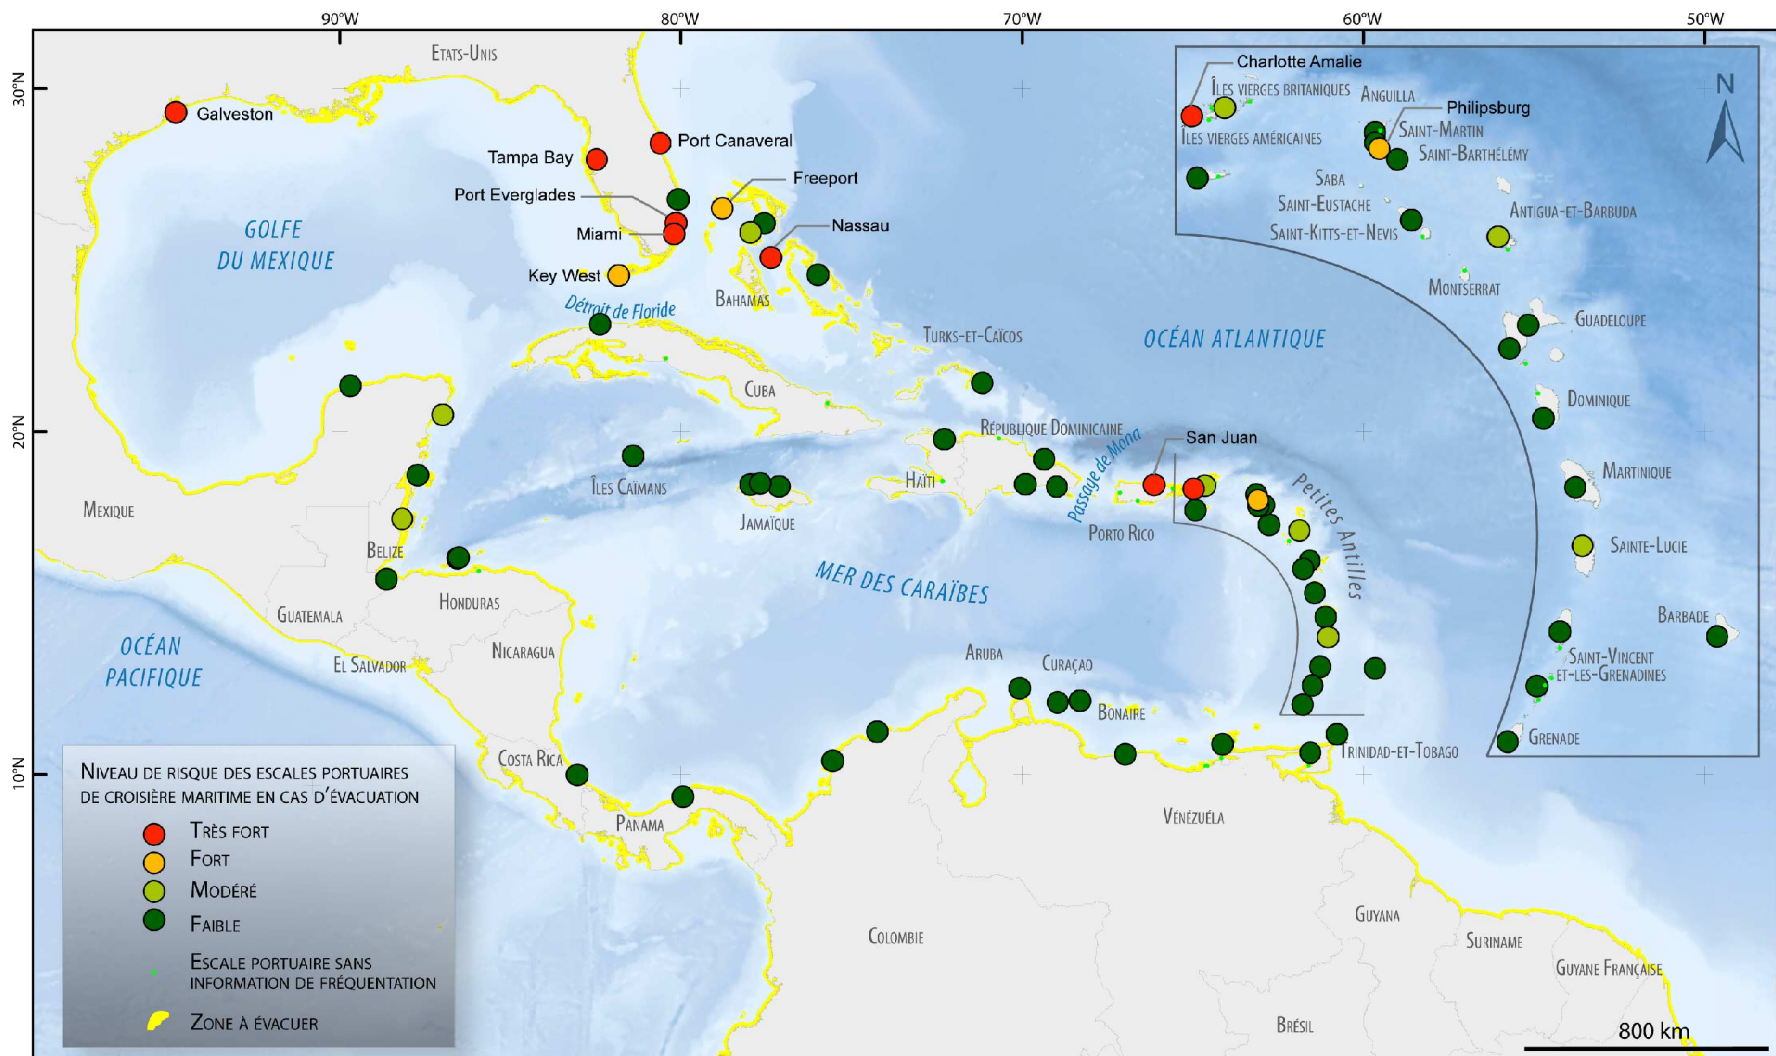 90°W
80°W
70°W
60°W
50°W
30°N
20°N
10°N
ETATS-UNIS
Galveston
Tampa Bay
Port Canaveral
Port Everglades
Freeport
Miami
Nassau
Key West
GOLFE
DU MEXIQUE
Détroit de Floride
BAHAMAS
TURKS-ET-CAÏCOS
OCÉAN ATLANTIQUE
CUBA
RÉPUBLIQUE DOMINICAINE
San Juan
Passage de Mona
HAÏTI
ÎLES CAÏMANS
JAMAÏQUE
PORTO RICO
Petites Antilles
MEXIQUE
BELIZE
MER DES CARAÏBES
GUATEMALA
HONDURAS
EL SALVADOR
NICARAGUA
OCÉAN
PACIFIQUE
ARUBA
CURAÇAO
BONAIRE
COSTA RICA
PANAMA
TRINIDAD-ET-TOBAGO
VÉNÉZUÉLA
COLOMBIE
GUYANA
SURINAME
GUYANE FRANÇAISE
BRÉSIL
Charlotte Amalie
ÎLES VIERGES BRITANIQUES
ANGUILLA
Philipsburg
ÎLES VIERGES AMÉRICAINES
SAINT-MARTIN
SAINT-BARTHÉLÉMY
SABA
SAINT-EUSTACHE
ANTIGUA-ET-BARBUDA
SAINT-KITTS-ET-NEVIS
MONTSERRAT
GUADELOUPE
DOMINIQUE
MARTINIQUE
SAINTE-LUCIE
BARBADE
SAINT-VINCENT
ET-LES-GRENADINES
GRENADE
N
NIVEAU DE RISQUE DES ESCALES PORTUAIRES
DE CROISIÈRE MARITIME EN CAS D'ÉVACUATION
TRÈS FORT
FORT
MODÉRÉ
FAIBLE
ESCALE PORTUAIRE SANS
INFORMATION DE FRÉQUENTATION
ZONE À ÉVACUER
800 km